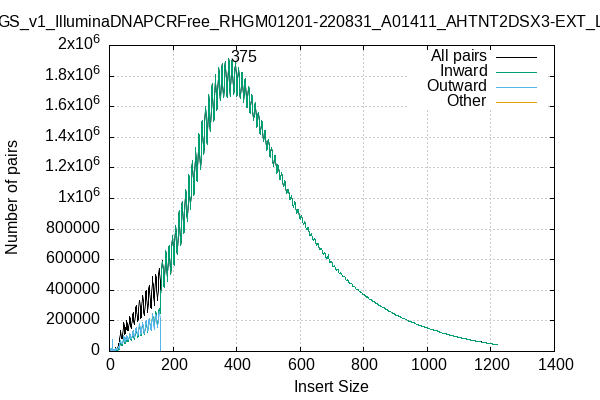 GS_v1_IlluminaDNAPCRFree_RHGM01201-220831_A01411_AHTNT2DSX3-EXT_L
375
All pairs
Inward
Outward
Other
Number of pairs
2x10^6
1.8x10^6
1.6x10^6
1.4x10^6
1.2x10^6
1x10^6
800000
600000
400000
200000
0
0 200 400 600 800 1000 1200 1400
Insert Size